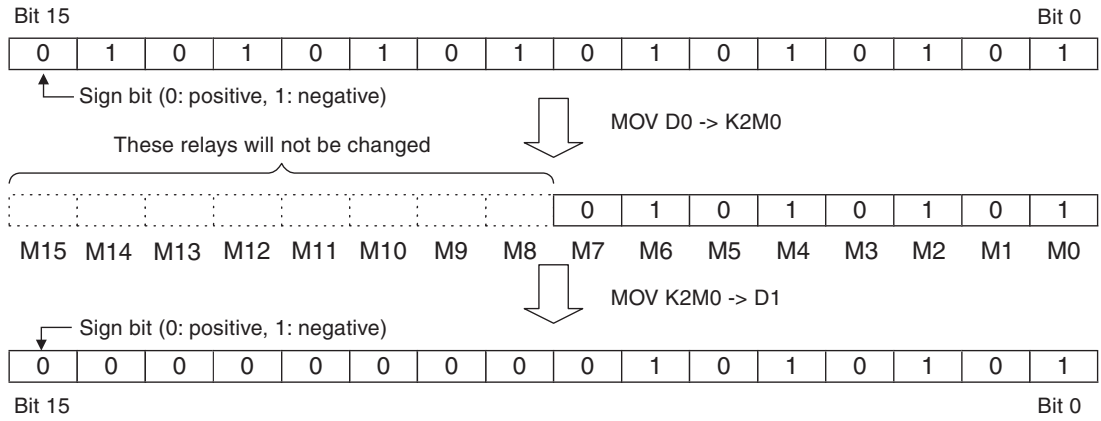 Bit 15 Bit 0
0 1 0 1 0 1 0 1 0 1 0 1 0 1 0 1
Sign bit (0: positive, 1: negative)
MOV D0 -> K2M0
These relays will not be changed
0 1 0 1 0 1 0 1
M15 M14 M13 M12 M11 M10 M9 M8 M7 M6 M5 M4 M3 M2 M1 M0
MOV K2M0 -> D1
Sign bit (0: positive, 1: negative)
0 0 0 0 0 0 0 0 0 1 0 1 0 1 0 1
Bit 15 Bit 0